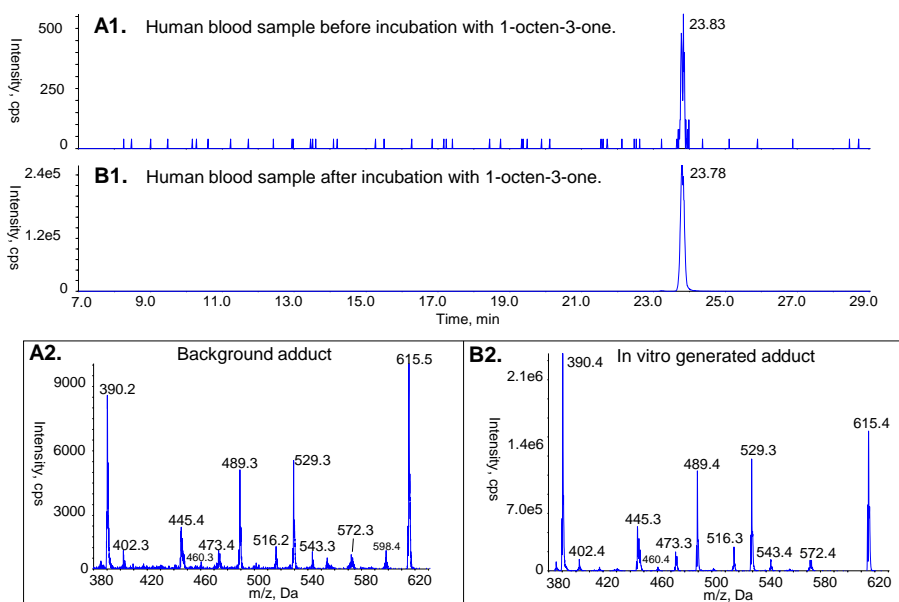 A1. Human blood sample before incubation with 1-octen-3-one.
23.83
500
250
0
Intensity, cps
B1. Human blood sample after incubation with 1-octen-3-one.
23.78
2.4e5
1.2e5
0
Intensity, cps
7.0 9.0 11.0 13.0 15.0 17.0 19.0 21.0 23.0 25.0 27.0 29.0
Time, min
A2. Background adduct
615.5
9000
6000
3000
0
Intensity, cps
390.2
489.3
529.3
445.4
402.3
460.3
473.4
516.2
543.3
572.3
598.4
380 420 460 500 540 580 620
m/z, Da
B2. In vitro generated adduct
2.1e6
1.4e6
7.0e5
0
Intensity, cps
390.4
615.4
529.3
489.4
445.3
402.4
460.4
473.3
516.3
543.4
572.4
380 420 460 500 540 580 620
m/z, Da